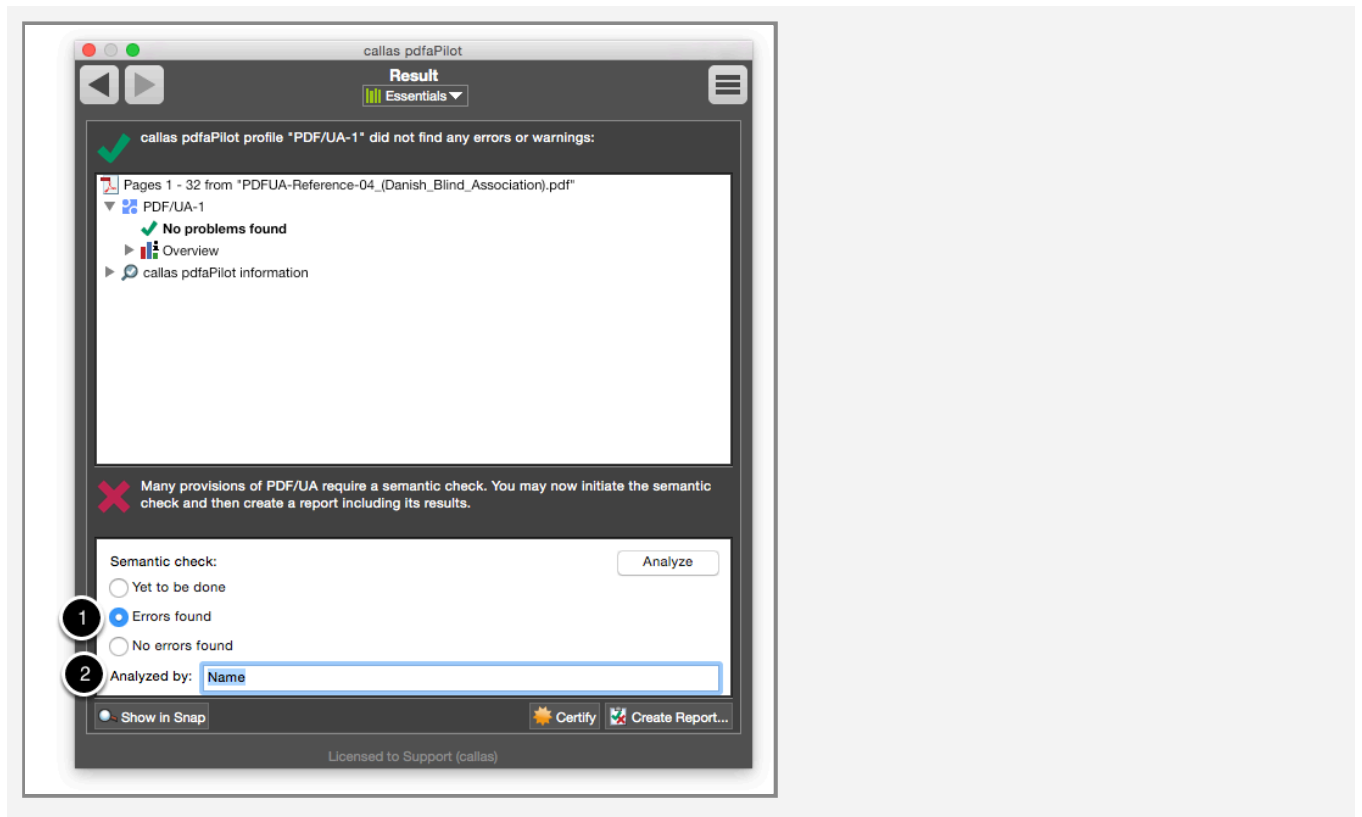 callas pdfaPilot
Result
Essentials
callas pdfaPilot profile "PDF/UA-1" did not find any errors or warnings:
Pages 1 - 32 from "PDFUA-Reference-04_(Danish_Blind_Association).pdf"
PDF/UA-1
No problems found
Overview
callas pdfaPilot information
Many provisions of PDF/UA require a semantic check. You may now initiate the semantic
check and then create a report including its results.
Semantic check:
Analyze
Yet to be done
1 Errors found
No errors found
2 Analyzed by: Name
Show in Snap Certify Create Report...
Licensed to Support (callas)